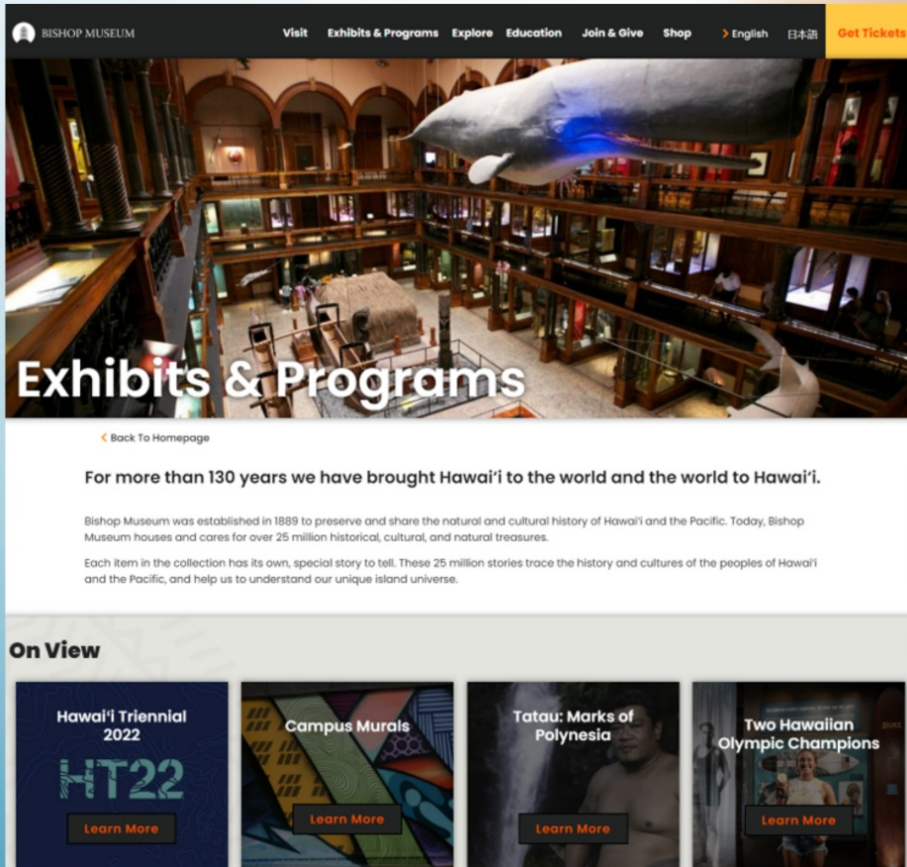 BISHOP MUSEUM
Visit Exhibits & Programs Explore Education Join & Give Shop > English 日本語 Get Tickets
Exhibits & Programs
< Back To Homepage
For more than 130 years we have brought Hawaiʻi to the world and the world to Hawaiʻi.
Bishop Museum was established in 1889 to preserve and share the natural and cultural history of Hawaiʻi and the Pacific. Today, Bishop
Museum houses and cares for over 25 million historical, cultural, and natural treasures.
Each item in the collection has its own, special story to tell. These 25 million stories trace the history and cultures of the peoples of Hawaiʻi
and the Pacific, and help us to understand our unique island universe.
On View
Hawaiʻi Triennial
2022
HT22
Learn More
Campus Murals
Learn More
Tatau: Marks of
Polynesia
Learn More
Two Hawaiian
Olympic Champions
Learn More